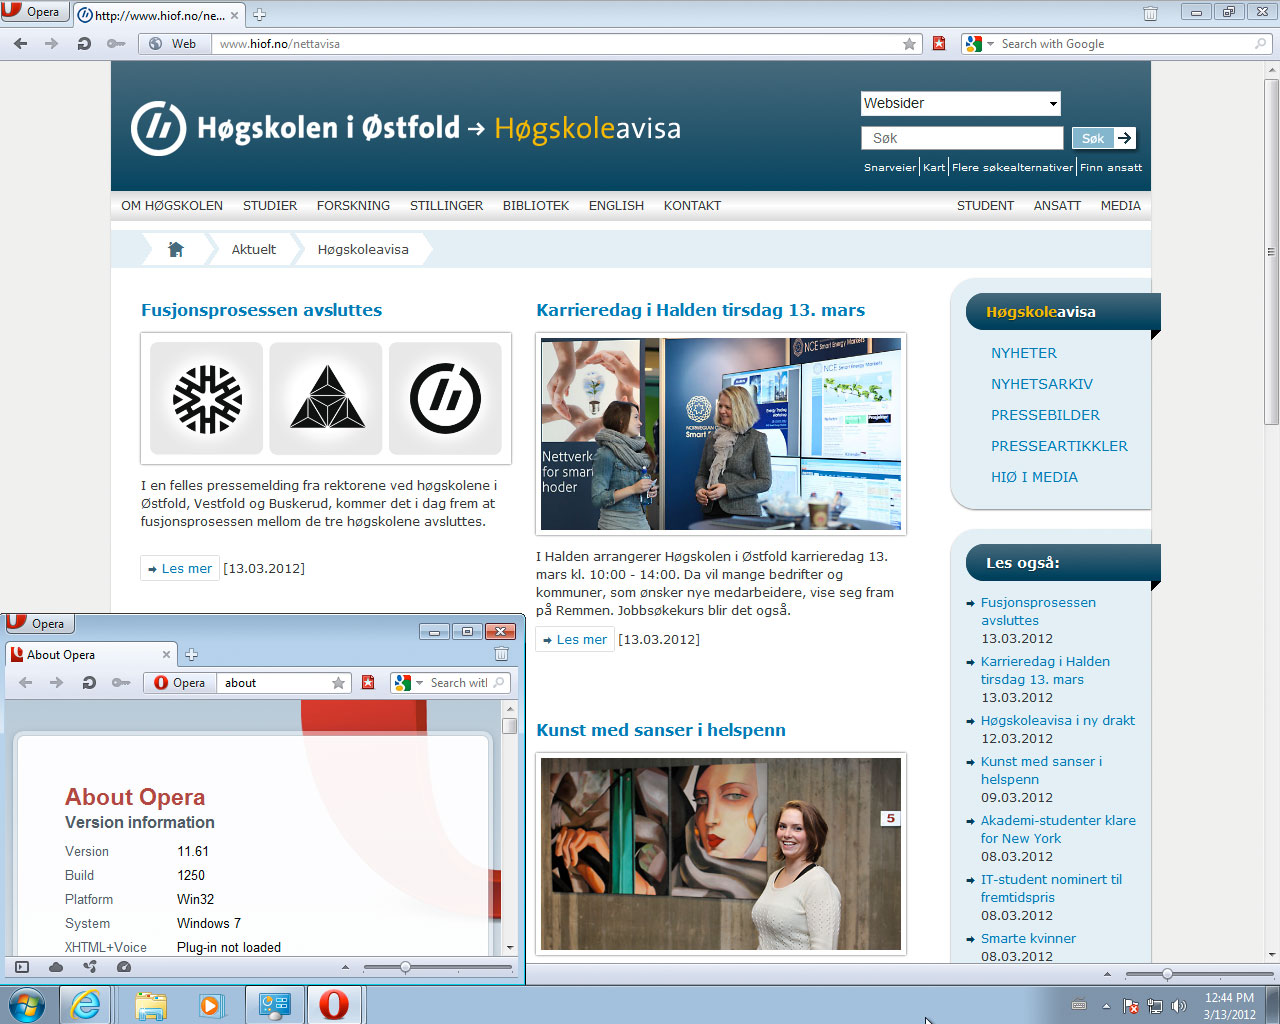 Opera
http://www.hiof.no/ne...
Web
www.hiof.no/nettavisa
Search with Google
Høgskolen i Østfold → Høgskoleavisa
Websider
Søk
Søk
Snarveier | Kart | Flere søkealternativer | Finn ansatt
OM HØGSKOLEN STUDIER FORSKNING STILLINGER BIBLIOTEK ENGLISH KONTAKT STUDENT ANSATT MEDIA
Aktuelt Høgskoleavisa
Fusjonsprosessen avsluttes
I en felles pressemelding fra rektorene ved høgskolene i
Østfold, Vestfold og Buskerud, kommer det i dag frem at
fusjonsprosessen mellom de tre høgskolene avsluttes.
Les mer [13.03.2012]
Karrieredag i Halden tirsdag 13. mars
NCE Smart Energy Markets
NCE Smart Energy Markets
Nettverk
for smar
hoder
I Halden arrangerer Høgskolen i Østfold karrieredag 13.
mars kl. 10:00 - 14:00. Da vil mange bedrifter og
kommuner, som ønsker nye medarbeidere, vise seg fram
på Remmen. Jobbsøkekurs blir det også.
Les mer [13.03.2012]
Kunst med sanser i helspenn
5
Høgskoleavisa
NYHETER
NYHETSARKIV
PRESSEBILDER
PRESSEARTIKKLER
HIØ I MEDIA
Les også:
Fusjonsprosessen
avsluttes
13.03.2012
Karrieredag i Halden
tirsdag 13. mars
13.03.2012
Høgskoleavisa i ny drakt
12.03.2012
Kunst med sanser i
helspenn
09.03.2012
Akademi-studenter klare
for New York
08.03.2012
IT-student nominert til
fremtidspris
08.03.2012
Smarte kvinner
08.03.2012
Opera
About Opera
Opera
about
Search witl
About Opera
Version information
Version 11.61
Build 1250
Platform Win32
System Windows 7
XHTML+Voice Plug-in not loaded
12:44 PM
3/13/2012